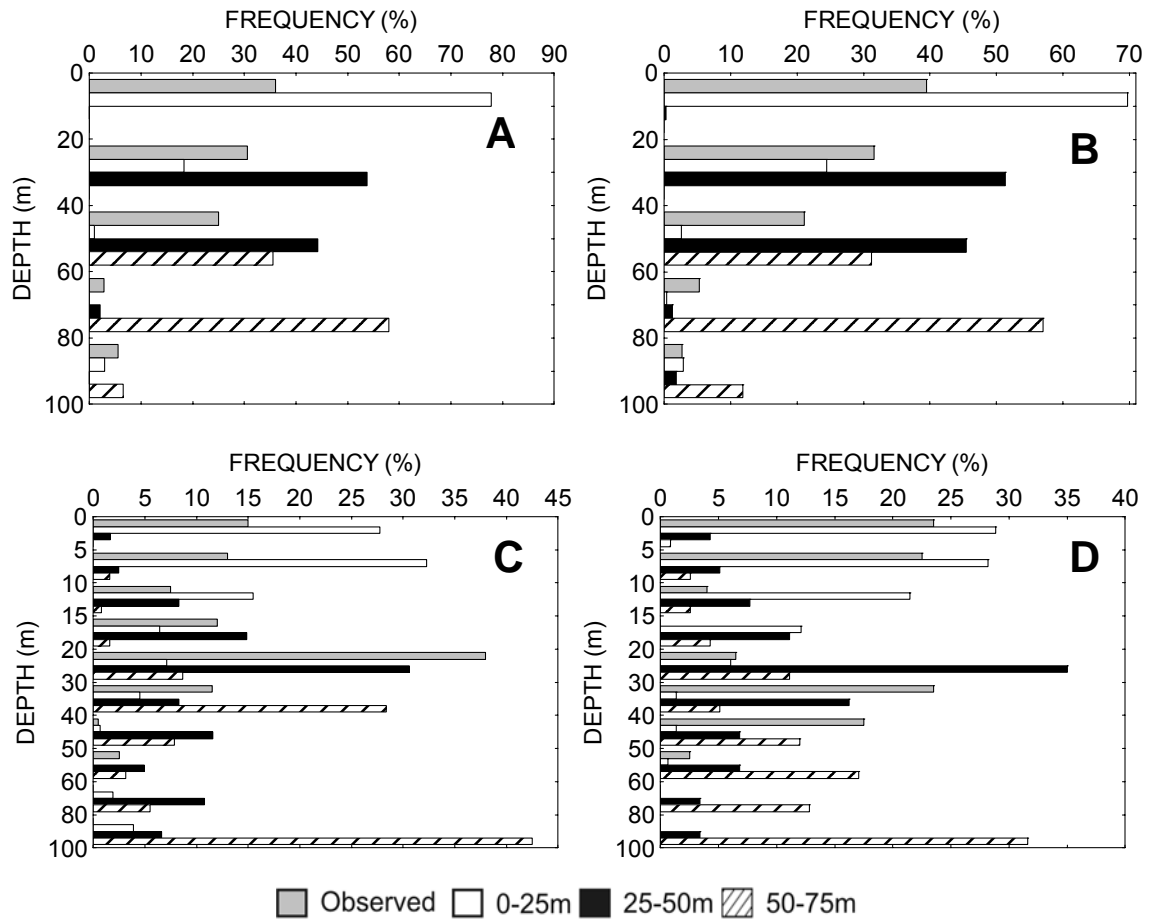 FREQUENCY (%)
0 10 20 30 40 50 60 70 80 90
0
20
40
60
80
100
DEPTH (m)
A
FREQUENCY (%)
0 10 20 30 40 50 60 70
0
20
40
60
80
100
DEPTH (m)
B
FREQUENCY (%)
0 5 10 15 20 25 30 35 40 45
0
5
10
15
20
30
40
50
60
80
100
DEPTH (m)
C
FREQUENCY (%)
0 5 10 15 20 25 30 35 40
0
5
10
15
20
30
40
50
60
80
100
DEPTH (m)
D
Observed 0-25m 25-50m 50-75m